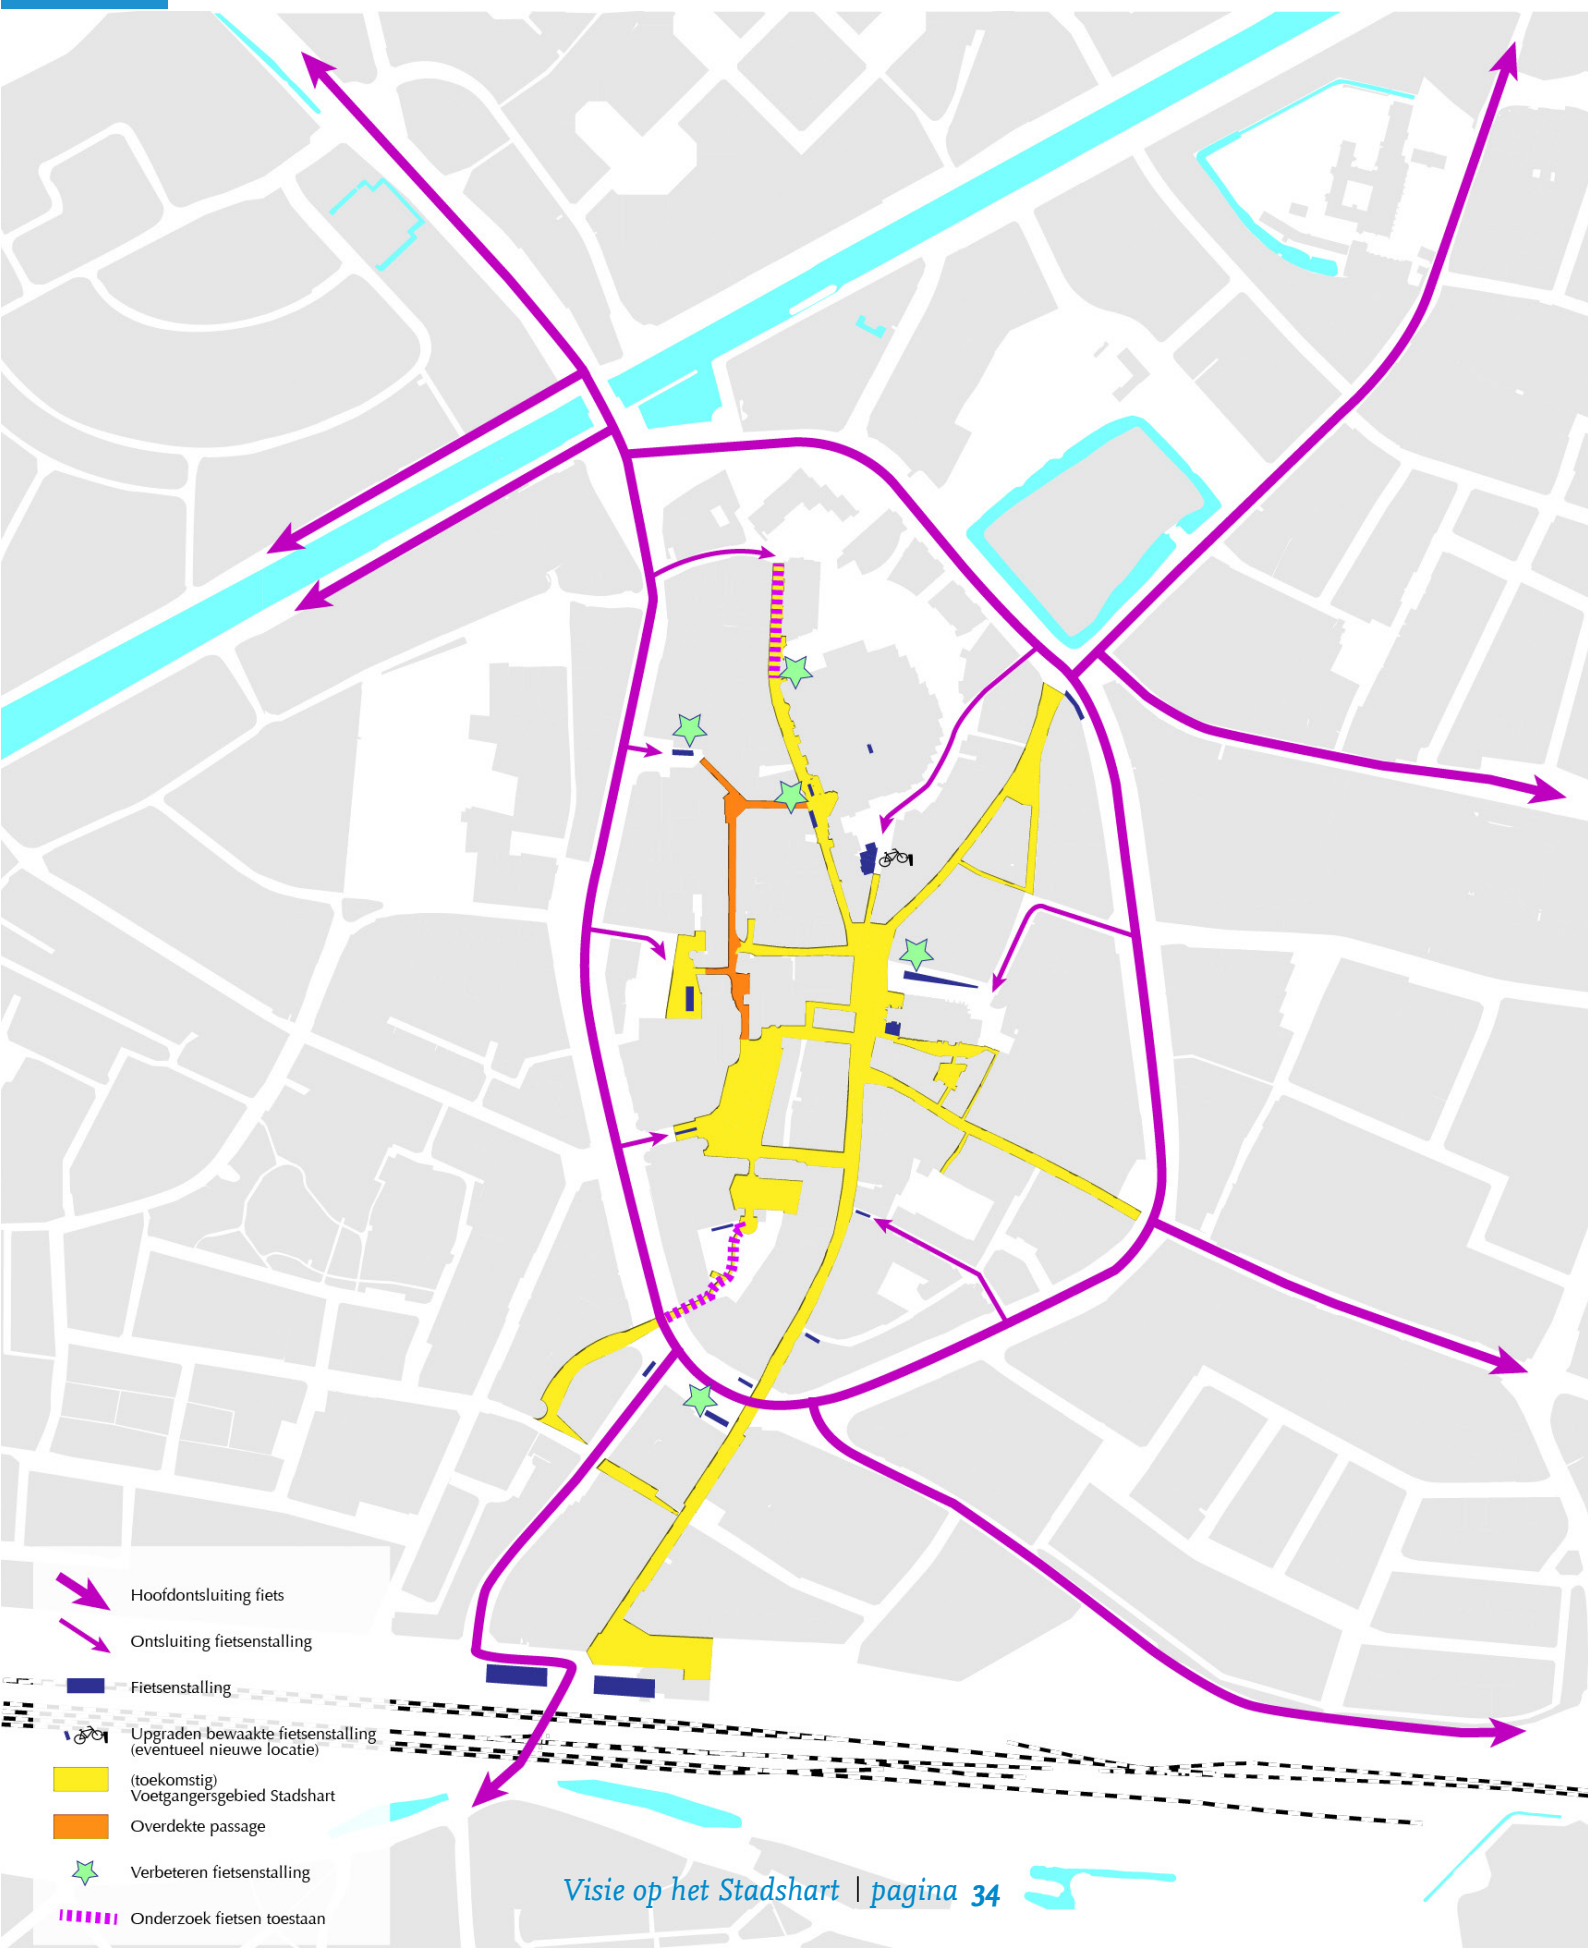 Hoofdontsluiting fiets
Ontsluiting fietsenstalling
Fietsenstalling
Upgraden bewaakte fietsenstalling
(eventueel nieuwe locatie)
(toekomstig)
Voetgangersgebied Stadshart
Overdekte passage
Verbeteren fietsenstalling
Onderzoek fietsen toestaan
Visie op het Stadshart | pagina 34